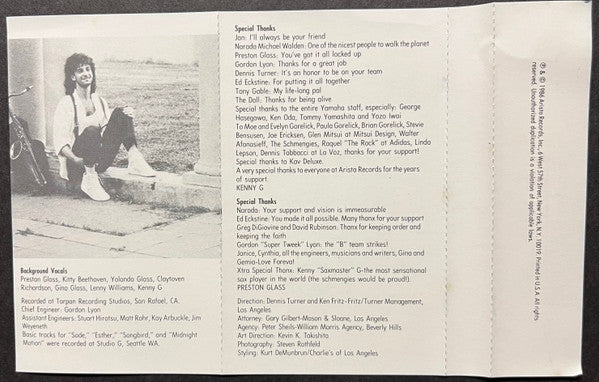 Background Vocals
Preston Glass, Kitty Beethoven, Yolanda Glass, Claytoven
Richardson, Gina Glass, Lenny Williams, Kenny G
Recorded at Tarpan Recording Studios, San Rafael, CA.
Chief Engineer: Gordon Lyon
Assistant Engineers: Stuart Hirotsu, Matt Rohr, Kay Arbuckle, Jim
Weyeneth
Basic tracks for "Sade," "Esther," "Songbird," and "Midnight
Motion" were recorded at Studio G, Seattle WA.
Special Thanks
Jan: I'll always be your friend
Narada Michael Walden: One of the nicest people to walk the planet
Preston Glass: You've got it all locked up
Gordon Lyon: Thanks for a great job
Dennis Turner: It's an honor to be on your team
Ed Eckstine: For putting it all together
Tony Gable: My life-long pal
The Doll: Thanks for being alive
Special thanks to the entire Yamaha staff, especially: George
Hasegawa, Ken Oda, Tommy Yamashita and Yozo Iwai
To Moe and Evelyn Gorelick, Paula Gorelick, Brian Gorelick, Stevie
Bensusen, Joe Ericksen, Glen Mitsui at Mitsui Design, Walter
Afanasieff, The Schmengies, Raquel "The Rock" at Adidas, Linda
Lepson, Dennis Tabbacci at La Voz, thanks for your support!
Special thanks to Kav Deluxe.
A very special thanks to everyone at Arista Records for the years
of support
KENNY G
Special Thanks
Narada: Your support and vision is immeasurable
Ed Eckstine: You made it all possible. Many thanx for your support
Greg DiGiovine and David Rubinson: Thanx for keeping order and
keeping the faith
Gordon "Super Tweek" Lyon: the "B" team strikes!
Janice, Cynthia, all the engineers, musicians and writers, Gina and
Gemia-Love Foreva!
Xtra Special Thanx: Kenny "Saxmaster" G-the most sensational
sax player in the world (the schmengies would be proud!).
PRESTON GLASS
Direction: Dennis Turner and Ken Fritz-Fritz/Turner Management,
Los Angeles
Attorney: Gary Gilbert-Mason & Sloane, Los Angeles
Agency: Peter Sheils-William Morris Agency, Beverly Hills
Art Direction: Kevin K. Takishita
Photography: Steven Rothfeld
Styling: Kurt DeMunbrun/Charlie's of Los Angeles
℗ & © 1986 Arista Records, Inc., 6 West 57th Street, New York, N.Y. 10019. Printed in U.S.A. All rights
reserved. Unauthorized duplication is a violation of applicable laws.